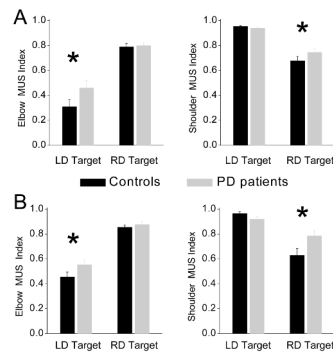 A
Elbow MUS Index
1.0
0.8
0.6
0.4
0.2
0.0
*
LD Target RD Target
Shoulder MUS Index
1.0
0.8
0.6
0.4
0.2
0.0
*
LD Target RD Target
Controls PD patients
B
Elbow MUS Index
1.0
0.8
0.6
0.4
0.2
0.0
*
LD Target RD Target
Shoulder MUS Index
1.0
0.8
0.6
0.4
0.2
0.0
*
LD Target RD Target